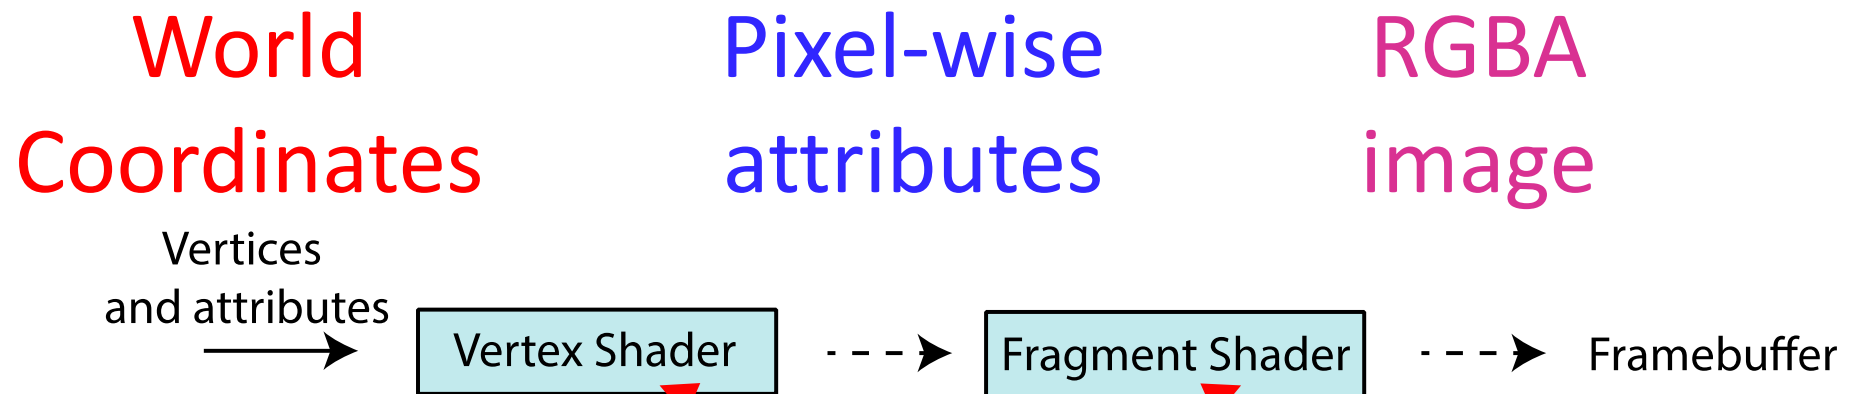 World
Coordinates
Pixel-wise
attributes
RGBA
image
Vertices
and attributes
Vertex Shader
Fragment Shader
Framebuffer